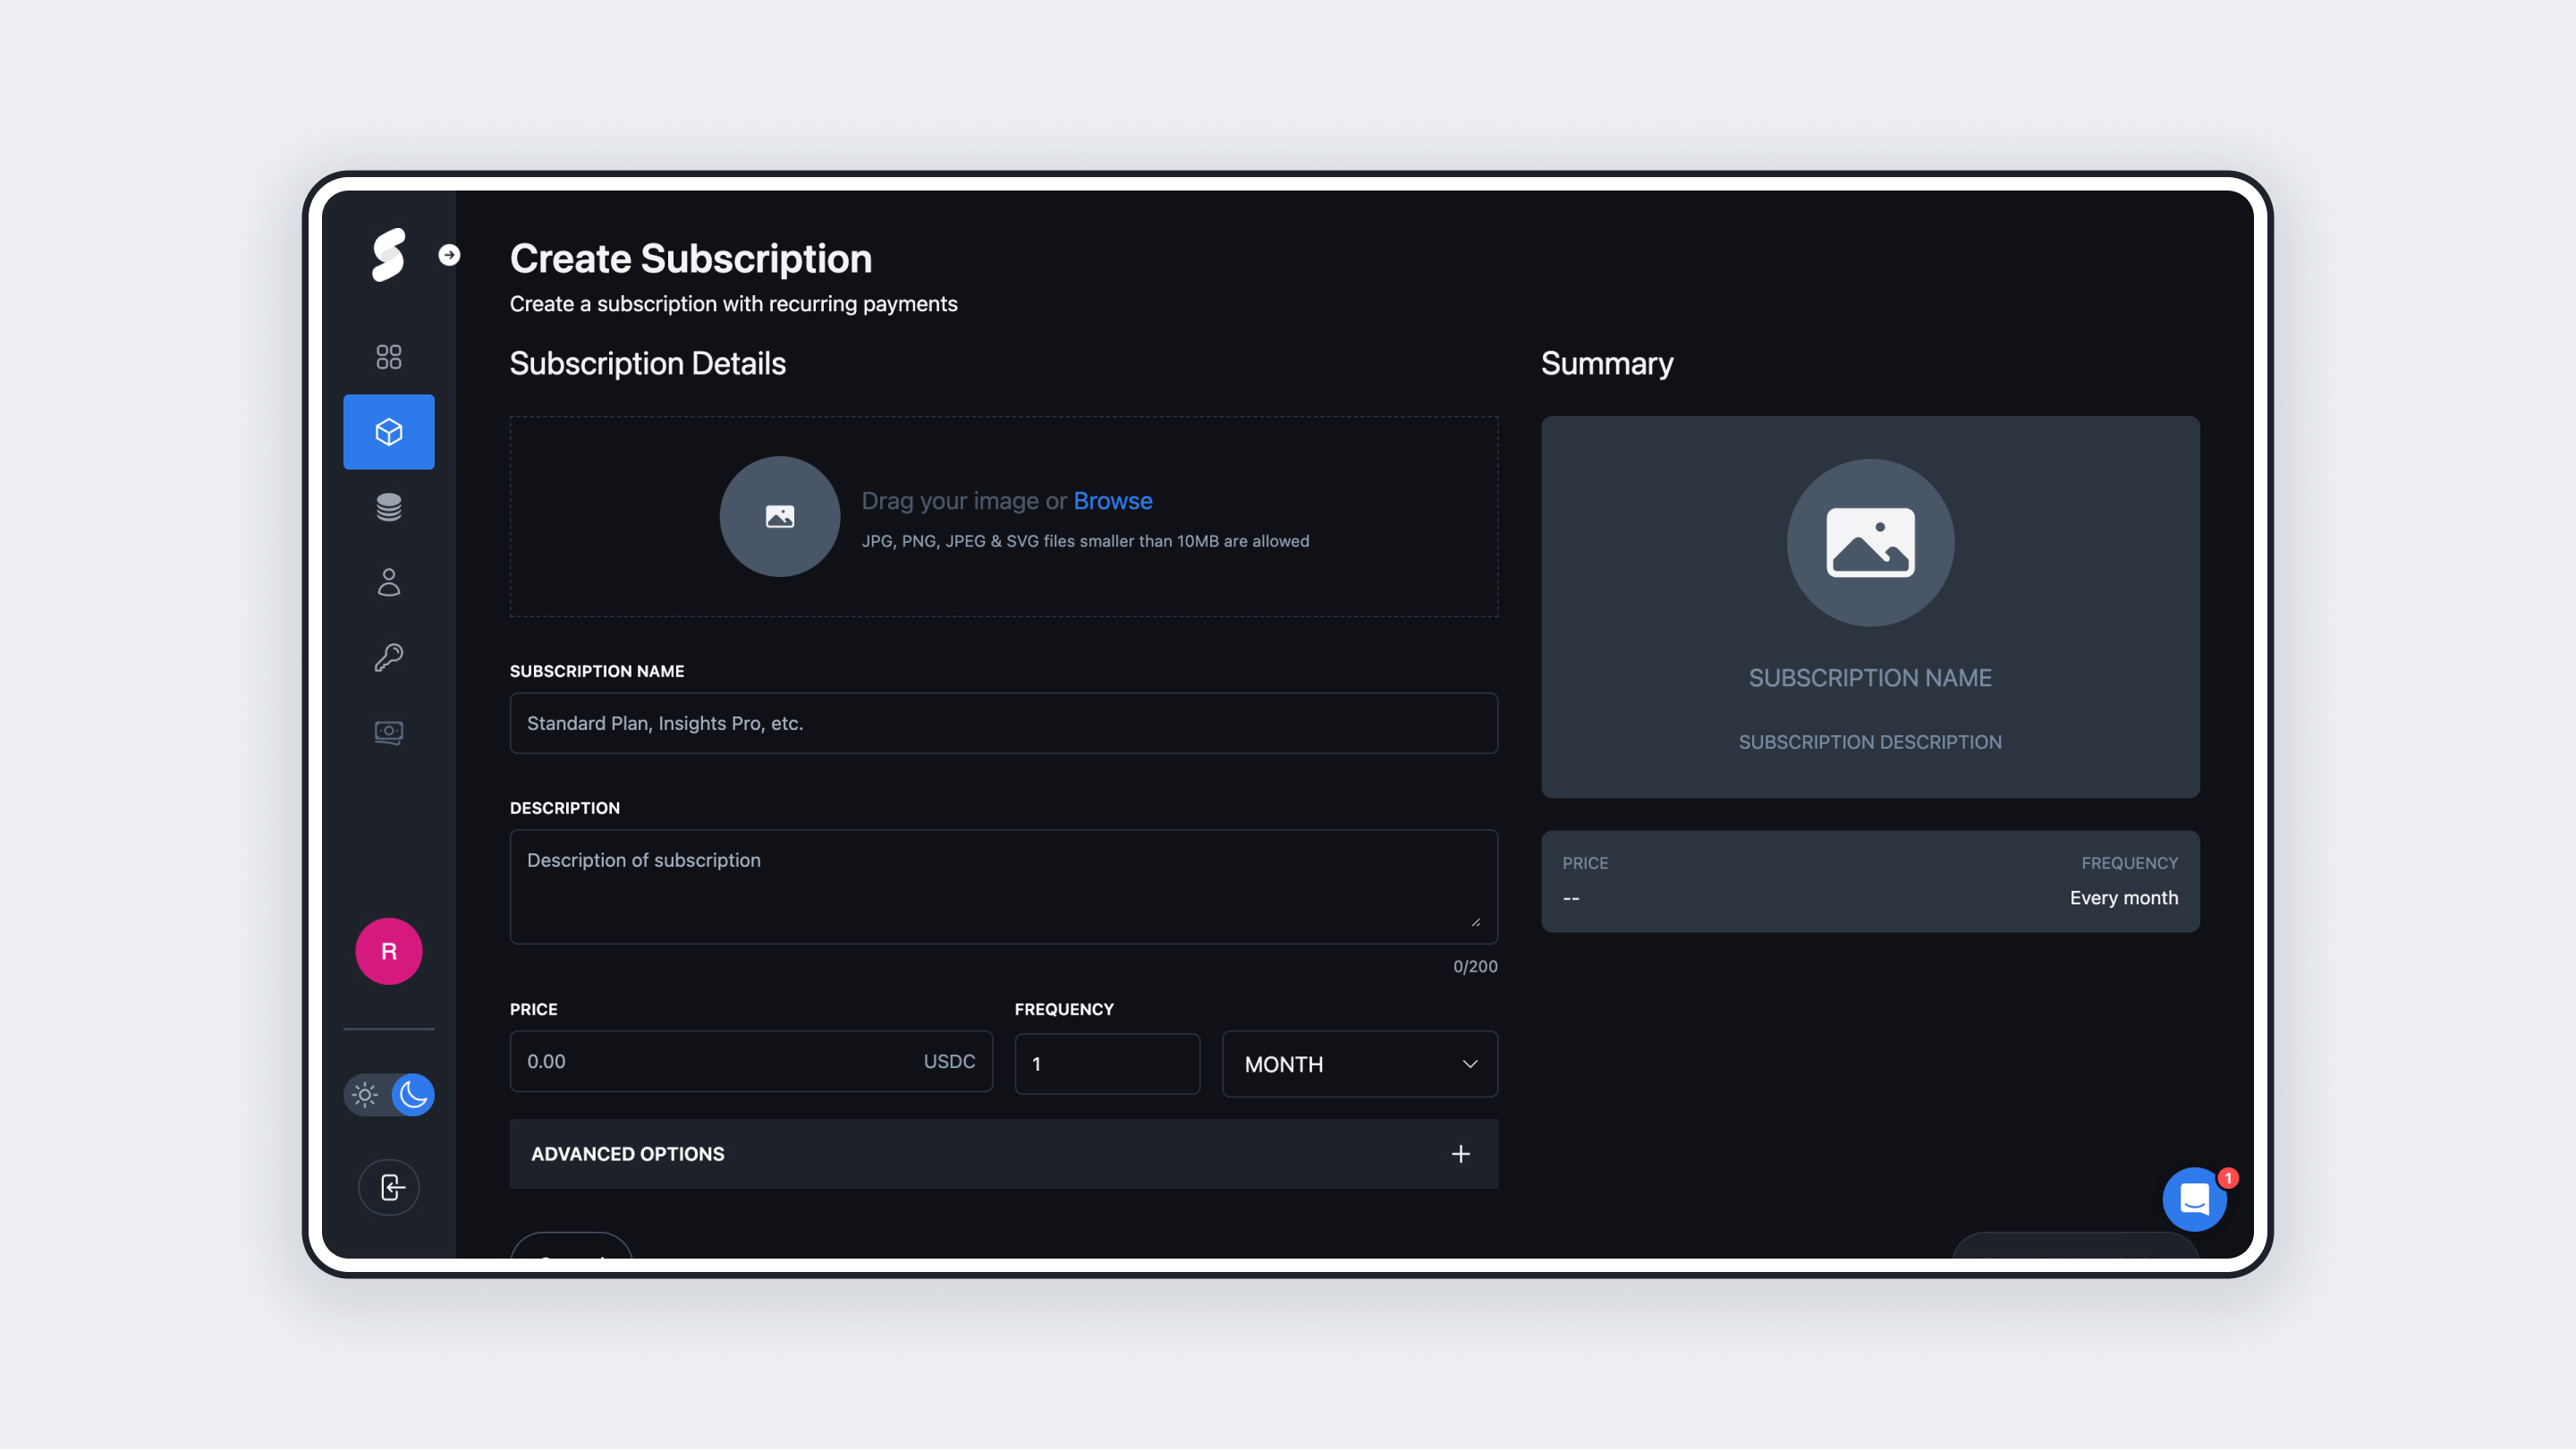 Create Subscription
Create a subscription with recurring payments
Subscription Details
Drag your image or Browse
JPG, PNG, JPEG & SVG files smaller than 10MB are allowed
SUBSCRIPTION NAME
Standard Plan, Insights Pro, etc.
DESCRIPTION
Description of subscription
0/200
PRICE
FREQUENCY
0.00 USDC
1
MONTH
ADVANCED OPTIONS
Summary
SUBSCRIPTION NAME
SUBSCRIPTION DESCRIPTION
PRICE
FREQUENCY
--
Every month
R
1